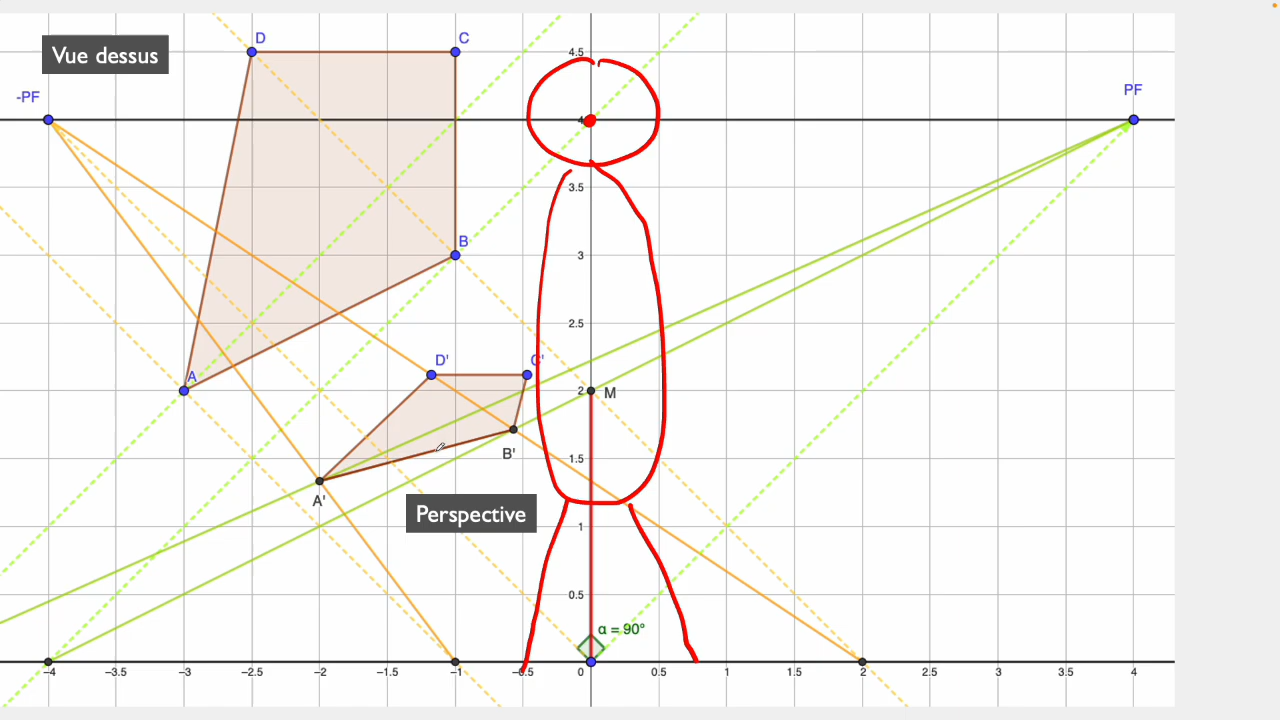 D
C
4.5
Vue dessus
-PF
PF
4
3.5
B
3
2.5
D'
C'
A
2
M
1.5
B'
A'
Perspective
1
0.5
α = 90°
-4 -3.5 -3 -2.5 -2 -1.5 -1 -0.5 0 0.5 1 1.5 2 2.5 3 3.5 4